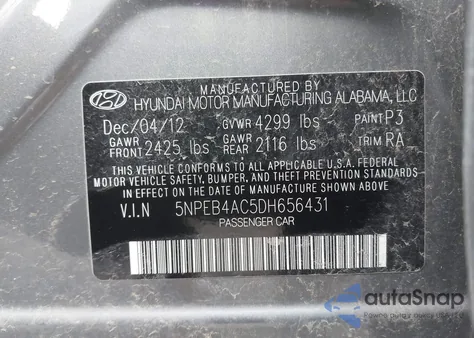 MANUFACTURED BY
HYUNDAI MOTOR MANUFACTURING ALABAMA, LLC
Dec/04/12 GVWR 4299 lbs PAINT P3
GAWR FRONT 2425 lbs GAWR REAR 2116 lbs TRIM RA
THIS VEHICLE CONFORMS TO ALL APPLICABLE U.S.A. FEDERAL
MOTOR VEHICLE SAFETY, BUMPER, AND THEFT PREVENTION STANDARDS
IN EFFECT ON THE DATE OF MANUFACTURE SHOWN ABOVE.
V.I.N 5NPEB4AC5DH656431
PASSENGER CAR
autoSnap